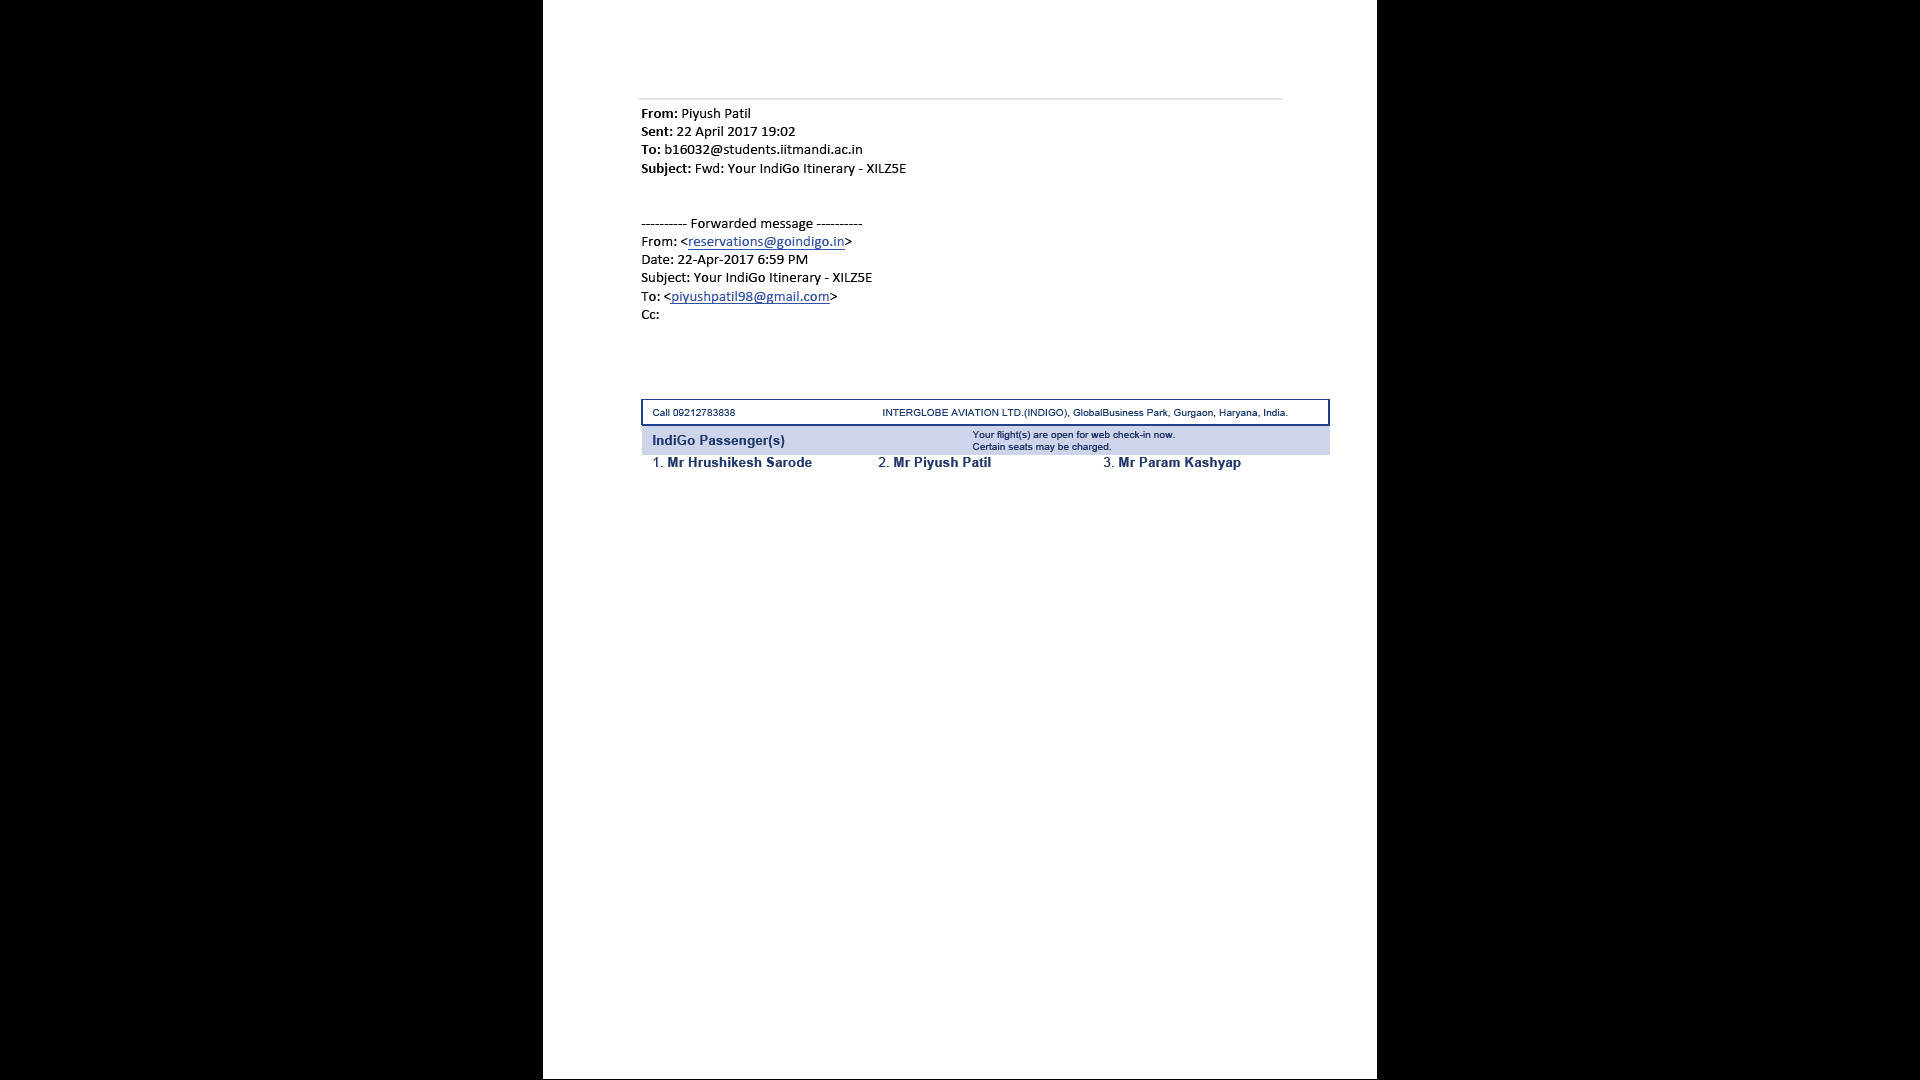 From: Piyush Patil
Sent: 22 April 2017 19:02
To: b16032@students.iitmandi.ac.in
Subject: Fwd: Your IndiGo Itinerary - XILZ5E
---------- Forwarded message ----------
From: <reservations@goindigo.in>
Date: 22-Apr-2017 6:59 PM
Subject: Your IndiGo Itinerary - XILZ5E
To: <piyushpatil98@gmail.com>
Cc:
Call 09212783838 INTERGLOBE AVIATION LTD.(INDIGO), GlobalBusiness Park, Gurgaon, Haryana, India.
IndiGo Passenger(s)
Your flight(s) are open for web check-in now.
Certain seats may be charged.
1. Mr Hrushikesh Sarode 2. Mr Piyush Patil 3. Mr Param Kashyap